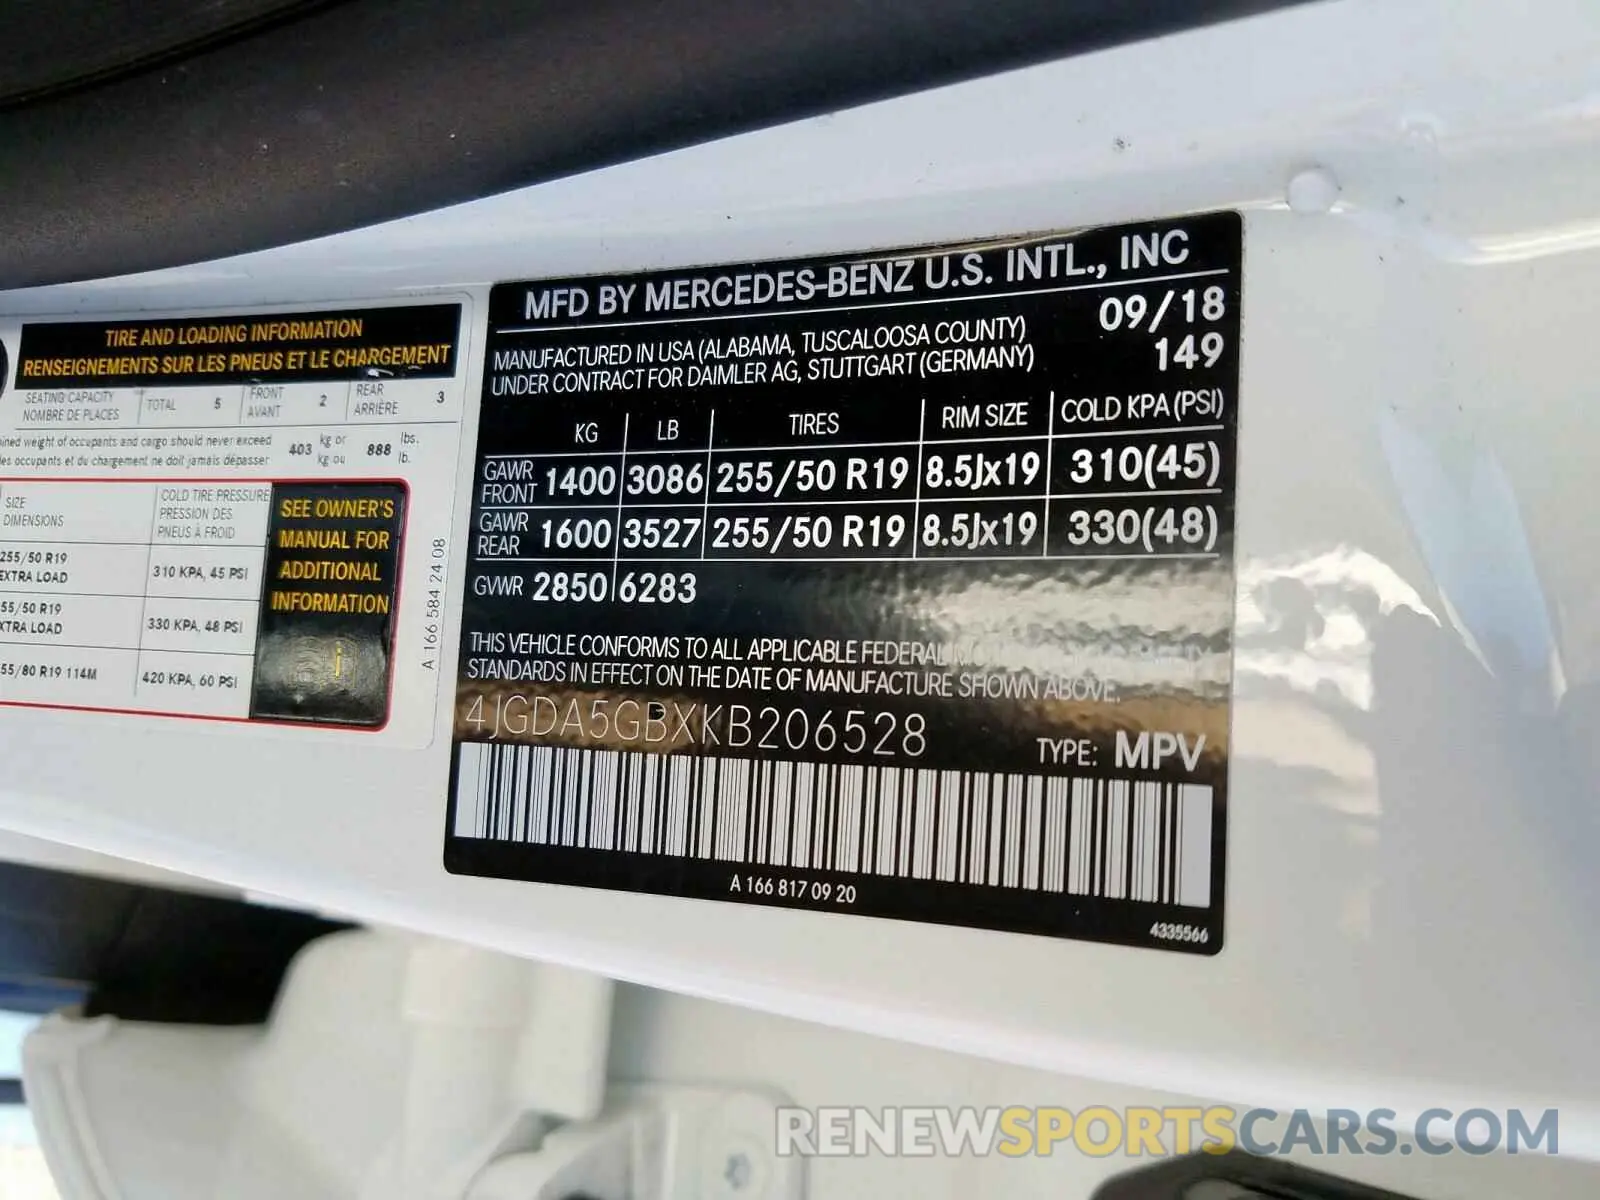 TIRE AND LOADING INFORMATION
RENSEIGNEMENTS SUR LES PNEUS ET LE CHARGEMENT
SEATING CAPACITY
NOMBRE DE PLACES
TOTAL 5
FRONT
AVANT
2
REAR
ARRIÈRE
3
weight of occupants and cargo should never exceed
occupants et du chargement ne doit jamais dépasser
403
kg or
kg ou
888
lbs.
lb.
SIZE
DIMENSIONS
COLD TIRE PRESSURE
PRESSION DES
PNEUS À FROID
255/50 R19
EXTRA LOAD
310 KPA, 45 PSI
55/50 R19
XTRA LOAD
330 KPA, 48 PSI
55/80 R19 114M
420 KPA, 60 PSI
SEE OWNER'S
MANUAL FOR
ADDITIONAL
INFORMATION
i
A 166 584 24 08
MFD BY MERCEDES-BENZ U.S. INTL., INC
MANUFACTURED IN USA (ALABAMA, TUSCALOOSA COUNTY)
UNDER CONTRACT FOR DAIMLER AG, STUTTGART (GERMANY)
09/18
149
KG LB TIRES RIM SIZE COLD KPA (PSI)
GAWR FRONT 1400 3086 255/50 R19 8.5Jx19 310(45)
GAWR REAR 1600 3527 255/50 R19 8.5Jx19 330(48)
GVWR 2850 6283
THIS VEHICLE CONFORMS TO ALL APPLICABLE FEDERAL
STANDARDS IN EFFECT ON THE DATE OF MANUFACTURE SHOWN ABOVE.
4JGDA5GBXKB206528
TYPE: MPV
A 166 817 09 20
4335566
RENEWSPORTSCARS.COM